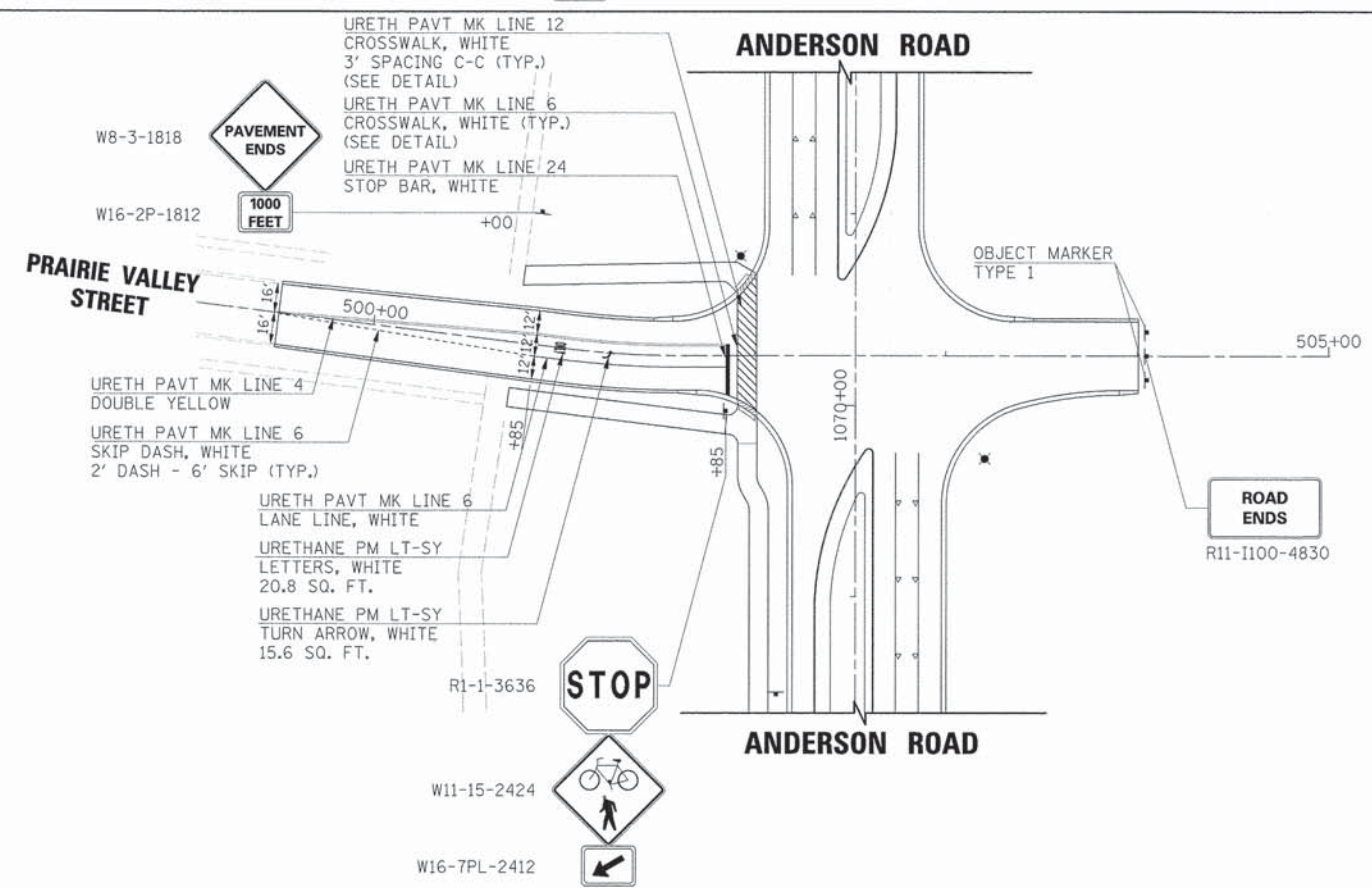 URETH PAVT MK LINE 12
CROSSWALK, WHITE
3' SPACING C-C (TYP.)
(SEE DETAIL)
URETH PAVT MK LINE 6
CROSSWALK, WHITE (TYP.)
(SEE DETAIL)
URETH PAVT MK LINE 24
STOP BAR, WHITE
ANDERSON ROAD
W8-3-1818
PAVEMENT
ENDS
W16-2P-1812
1000
FEET
+00
OBJECT MARKER
TYPE 1
PRAIRIE VALLEY
STREET
16'
16'
500+00
12'
12'
12'
505+00
1070+00
URETH PAVT MK LINE 4
DOUBLE YELLOW
URETH PAVT MK LINE 6
SKIP DASH, WHITE
2' DASH - 6' SKIP (TYP.)
+85
+85
URETH PAVT MK LINE 6
LANE LINE, WHITE
URETHANE PM LT-SY
LETTERS, WHITE
20.8 SQ. FT.
URETHANE PM LT-SY
TURN ARROW, WHITE
15.6 SQ. FT.
ROAD
ENDS
R11-I100-4830
R1-1-3636
STOP
ANDERSON ROAD
W11-15-2424
W16-7PL-2412